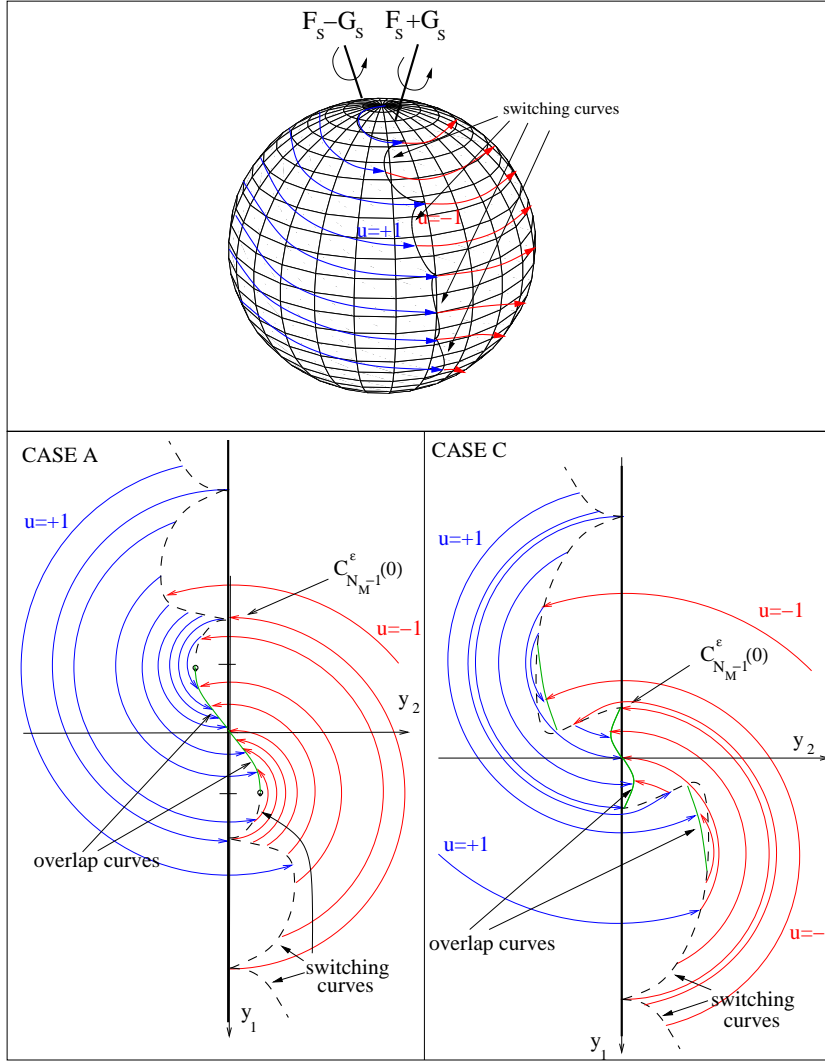 F_S−G_S F_S+G_S
switching curves
u=−1
u=+1
CASE A
u=+1
C^ε_{N_M−1}(0)
u=−1
y_2
overlap curves
switching
curves
y_1
CASE C
u=+1
u=−1
C^ε_{N_M−1}(0)
y_2
u=+1
overlap curves
u=−
switching
curves
y_1